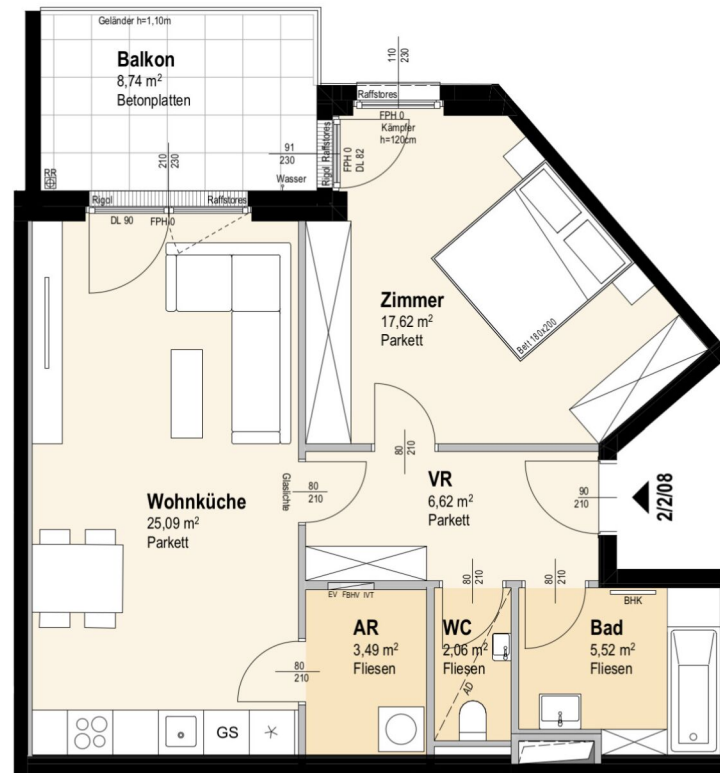 Geländer h=1,10m
Balkon
8,74 m²
Betonplatten
110
230
Raffstores
FPH 0
Kämpfer
h=120cm
91
230
Rigol Raffstores
FPH 0
DL 82
210
230
RR
Wasser
Rigol
Raffstores
DL 90
FPH 0
Zimmer
17,62 m²
Parkett
Bett 180x200
80
210
Wohnküche
25,09 m²
Parkett
Glaslichte
80
210
VR
6,62 m²
Parkett
90
210
2/2/08
80
210
80
210
EV FBHV IVT
BHK
AR
3,49 m²
Fliesen
WC
2,06 m²
Fliesen
AD
Bad
5,52 m²
Fliesen
80
210
GS